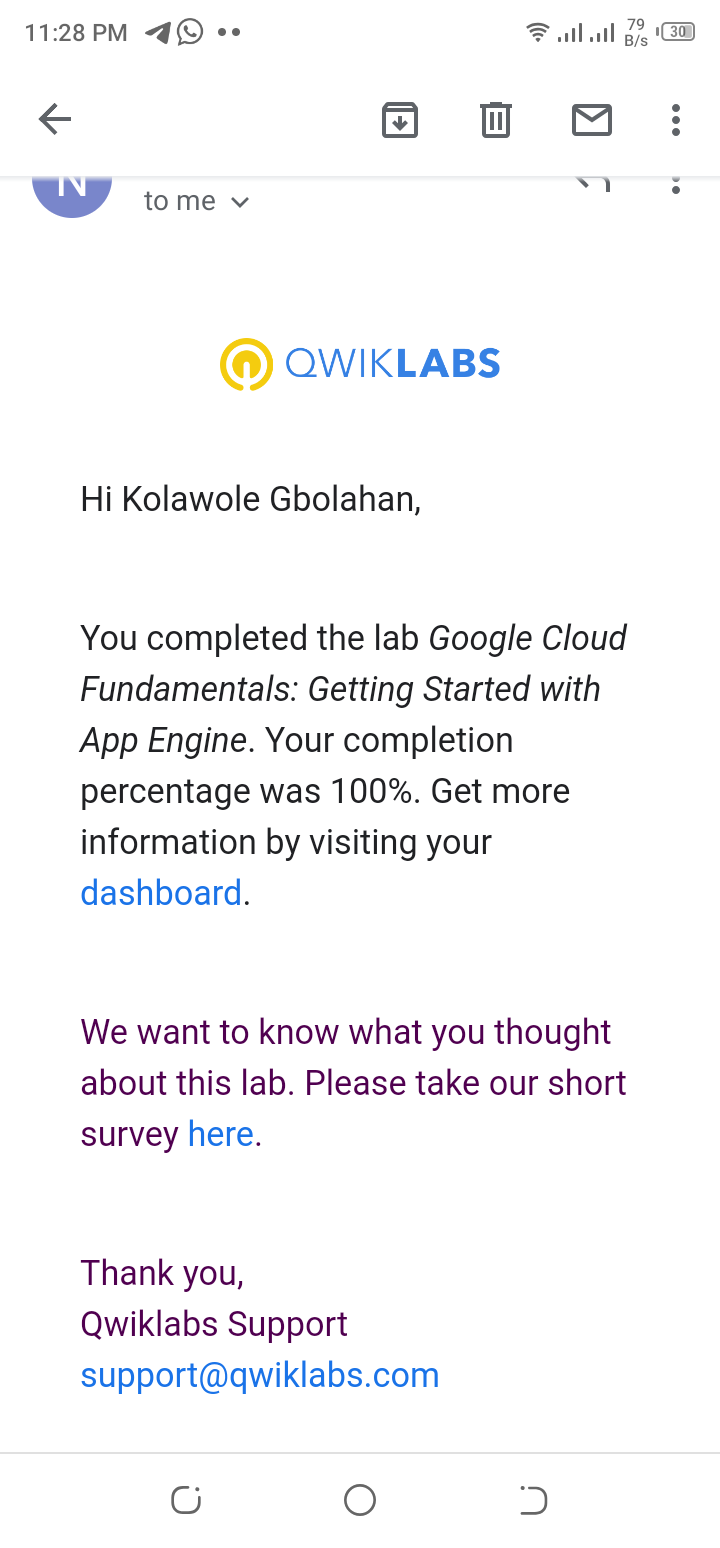 11:28 PM
79
B/s
30
N
to me
QWIKLABS
Hi Kolawole Gbolahan,
You completed the lab Google Cloud
Fundamentals: Getting Started with
App Engine. Your completion
percentage was 100%. Get more
information by visiting your
dashboard.
We want to know what you thought
about this lab. Please take our short
survey here.
Thank you,
Qwiklabs Support
support@qwiklabs.com